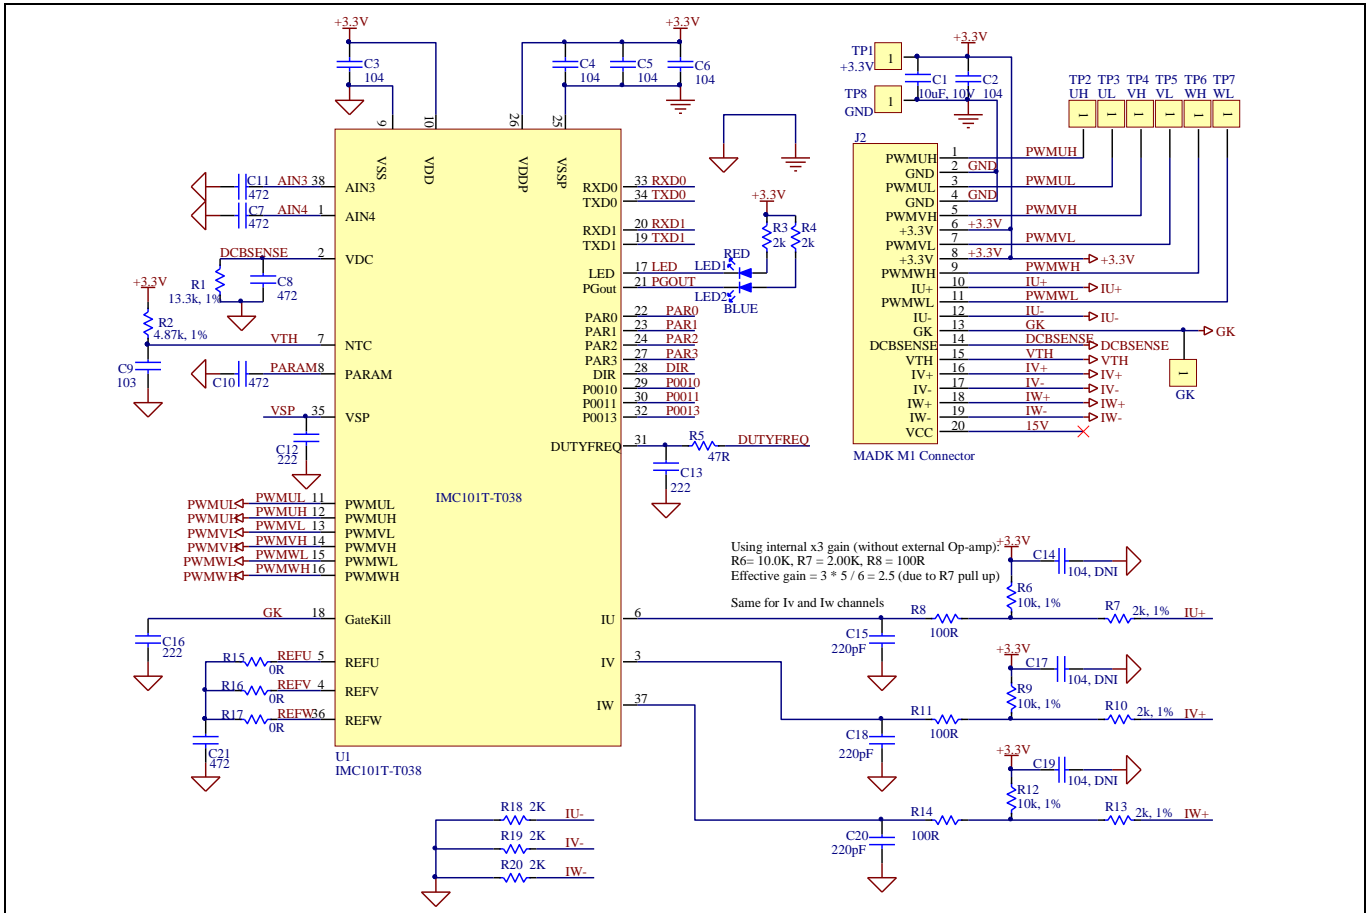 +3.3V
C3
104
+3.3V
C4
104
C5
104
C6
104
9
10
26
25
VSS
VDD
VDDP
VSSP
TP1
+3.3V
1
+3.3V
C1
10uF, 10V
C2
104
TP8
GND
1
TP2 TP3 TP4 TP5 TP6 TP7
UH UL VH VL WH WL
1 1 1 1 1 1
J2
PWMUH 1 PWMUH
GND 2 GND
PWMUL 3 PWMUL
GND 4 GND
PWMVH 5 PWMVH
+3.3V 6 +3.3V
PWMVL 7 PWMVL
+3.3V 8 +3.3V +3.3V
PWMWH 9 PWMWH
IU+ 10 IU+ IU+
PWMWL 11 PWMWL
IU- 12 IU- IU-
GK 13 GK GK
DCBSENSE 14 DCBSENSE DCBSENSE
VTH 15 VTH VTH
IV+ 16 IV+ IV+
IV- 17 IV- IV-
IW+ 18 IW+ IW+
IW- 19 IW- IW-
VCC 20 15V
MADK M1 Connector
1
GK
C11 AIN3 38 AIN3
472
C7 AIN4 1 AIN4
472
DCBSENSE 2 VDC
R1
13.3k, 1%
C8
472
+3.3V
R2
4.87k, 1%
VTH 7 NTC
C9
103
C10 472 PARAM 8 PARAM
VSP 35 VSP
C12
222
PWMUL PWMUL 11 PWMUL
PWMUH PWMUH 12 PWMUH
PWMVL PWMVL 13 PWMVL
PWMVH PWMVH 14 PWMVH
PWMWL PWMWL 15 PWMWL
PWMWH PWMWH 16 PWMWH
GK 18 GateKill
C16
222
R15 REFU 5 REFU
0R
R16 REFV 4 REFV
0R
R17 REFW 36 REFW
0R
C21
472
IMC101T-T038
U1
IMC101T-T038
RXD0 33 RXD0
TXD0 34 TXD0
RXD1 20 RXD1
TXD1 19 TXD1
LED 17 LED
PGout 21 PGOUT
+3.3V
R3
2k
R4
2k
RED
LED1
LED2
BLUE
PAR0 22 PAR0
PAR1 23 PAR1
PAR2 24 PAR2
PAR3 27 PAR3
DIR 28 DIR
P0010 29 P0010
P0011 30 P0011
P0013 32 P0013
DUTYFREQ 31 R5 DUTYFREQ
47R
C13
222
Using internal x3 gain (without external Op-amp):
R6= 10.0K, R7 = 2.00K, R8 = 100R
Effective gain = 3 * 5 / 6 = 2.5 (due to R7 pull up)
Same for Iv and Iw channels
+3.3V
C14
104, DNI
R6
10k, 1%
IU 6
R8
100R
R7 2k, 1% IU+
C15
220pF
+3.3V
C17
104, DNI
R9
10k, 1%
IV 3
R11
100R
R10 2k, 1% IV+
C18
220pF
+3.3V
C19
104, DNI
R12
10k, 1%
IW 37
R14
100R
R13 2k, 1% IW+
C20
220pF
R18 2K IU-
R19 2K IV-
R20 2K IW-